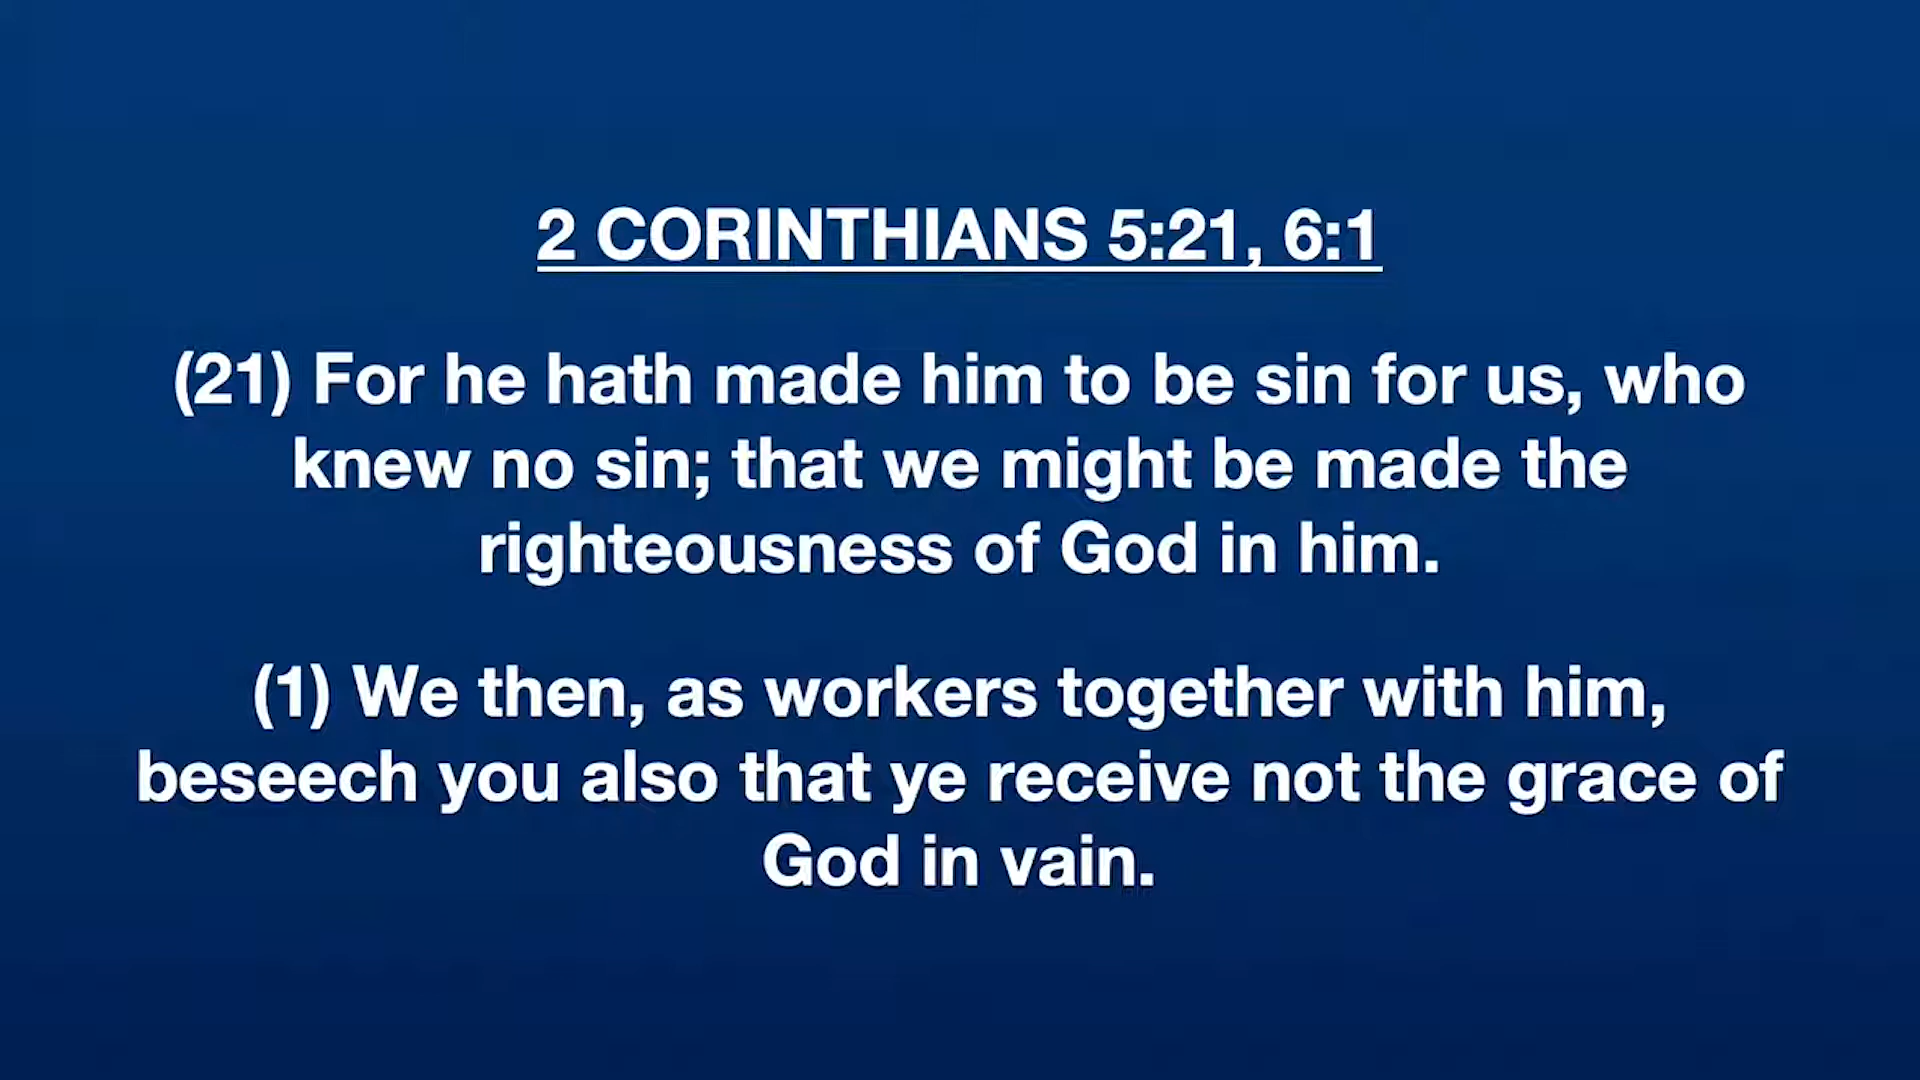 2 CORINTHIANS 5:21, 6:1
(21) For he hath made him to be sin for us, who
knew no sin; that we might be made the
righteousness of God in him.
(1) We then, as workers together with him,
beseech you also that ye receive not the grace of
God in vain.